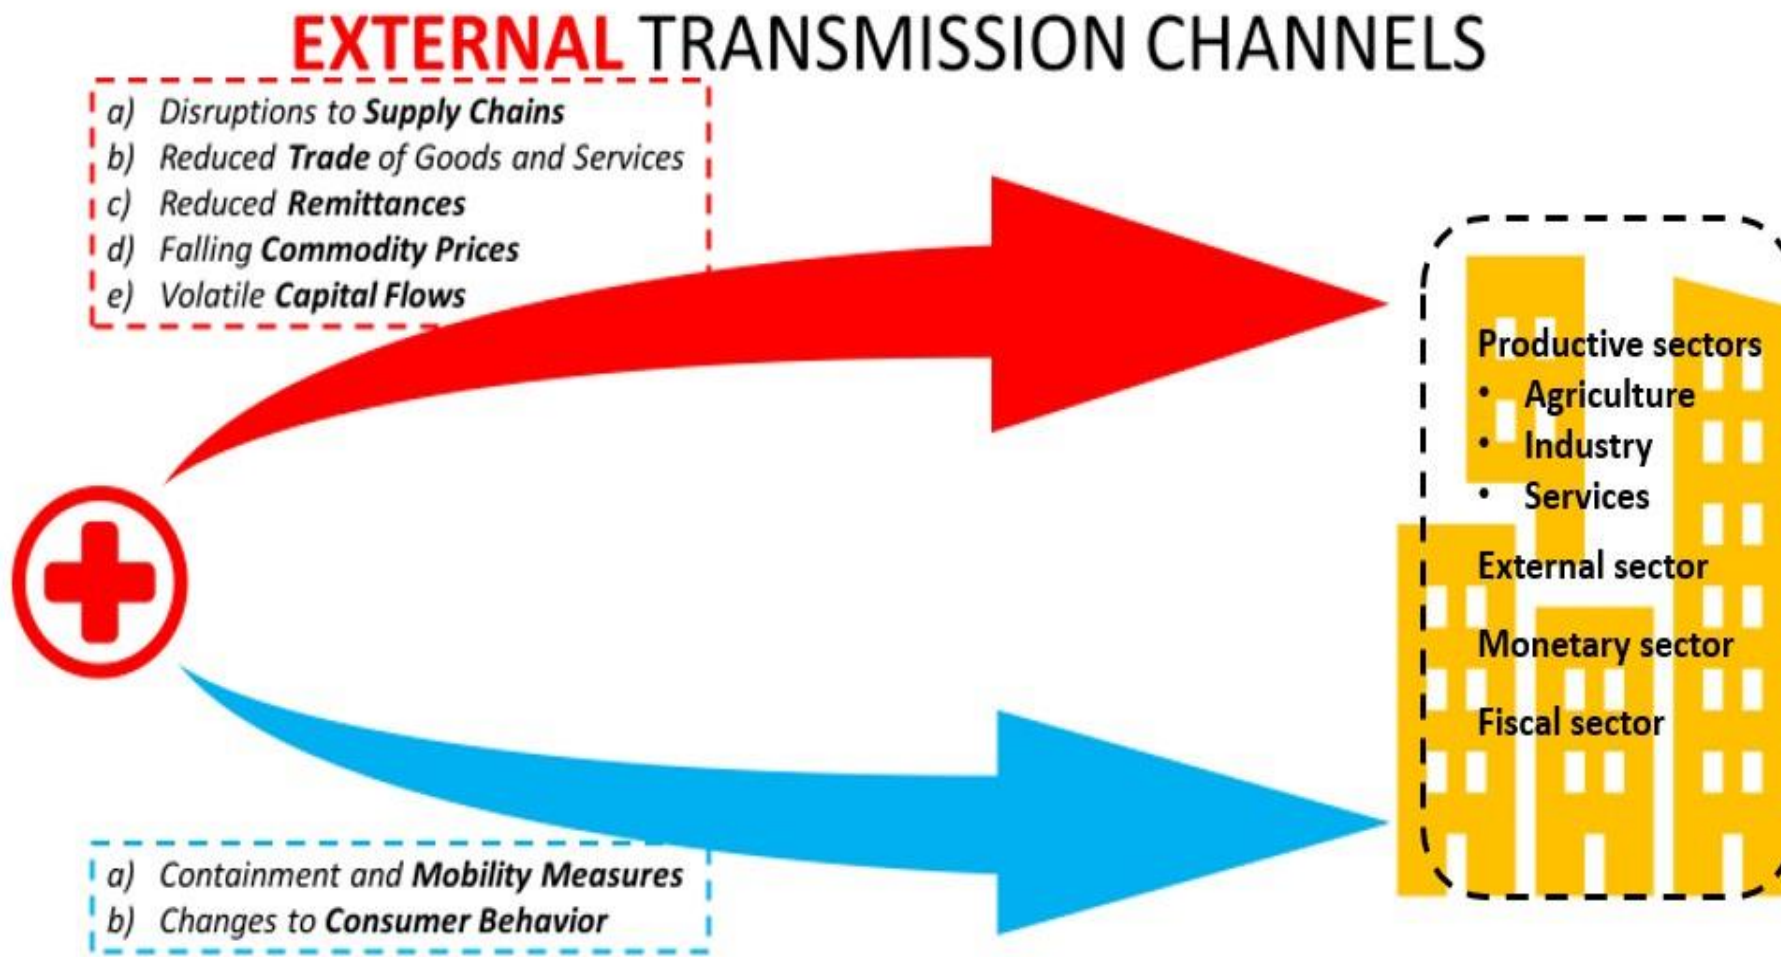 EXTERNAL TRANSMISSION CHANNELS
a) Disruptions to Supply Chains
b) Reduced Trade of Goods and Services
c) Reduced Remittances
d) Falling Commodity Prices
e) Volatile Capital Flows
Productive sectors
• Agriculture
• Industry
• Services
External sector
Monetary sector
Fiscal sector
a) Containment and Mobility Measures
b) Changes to Consumer Behavior